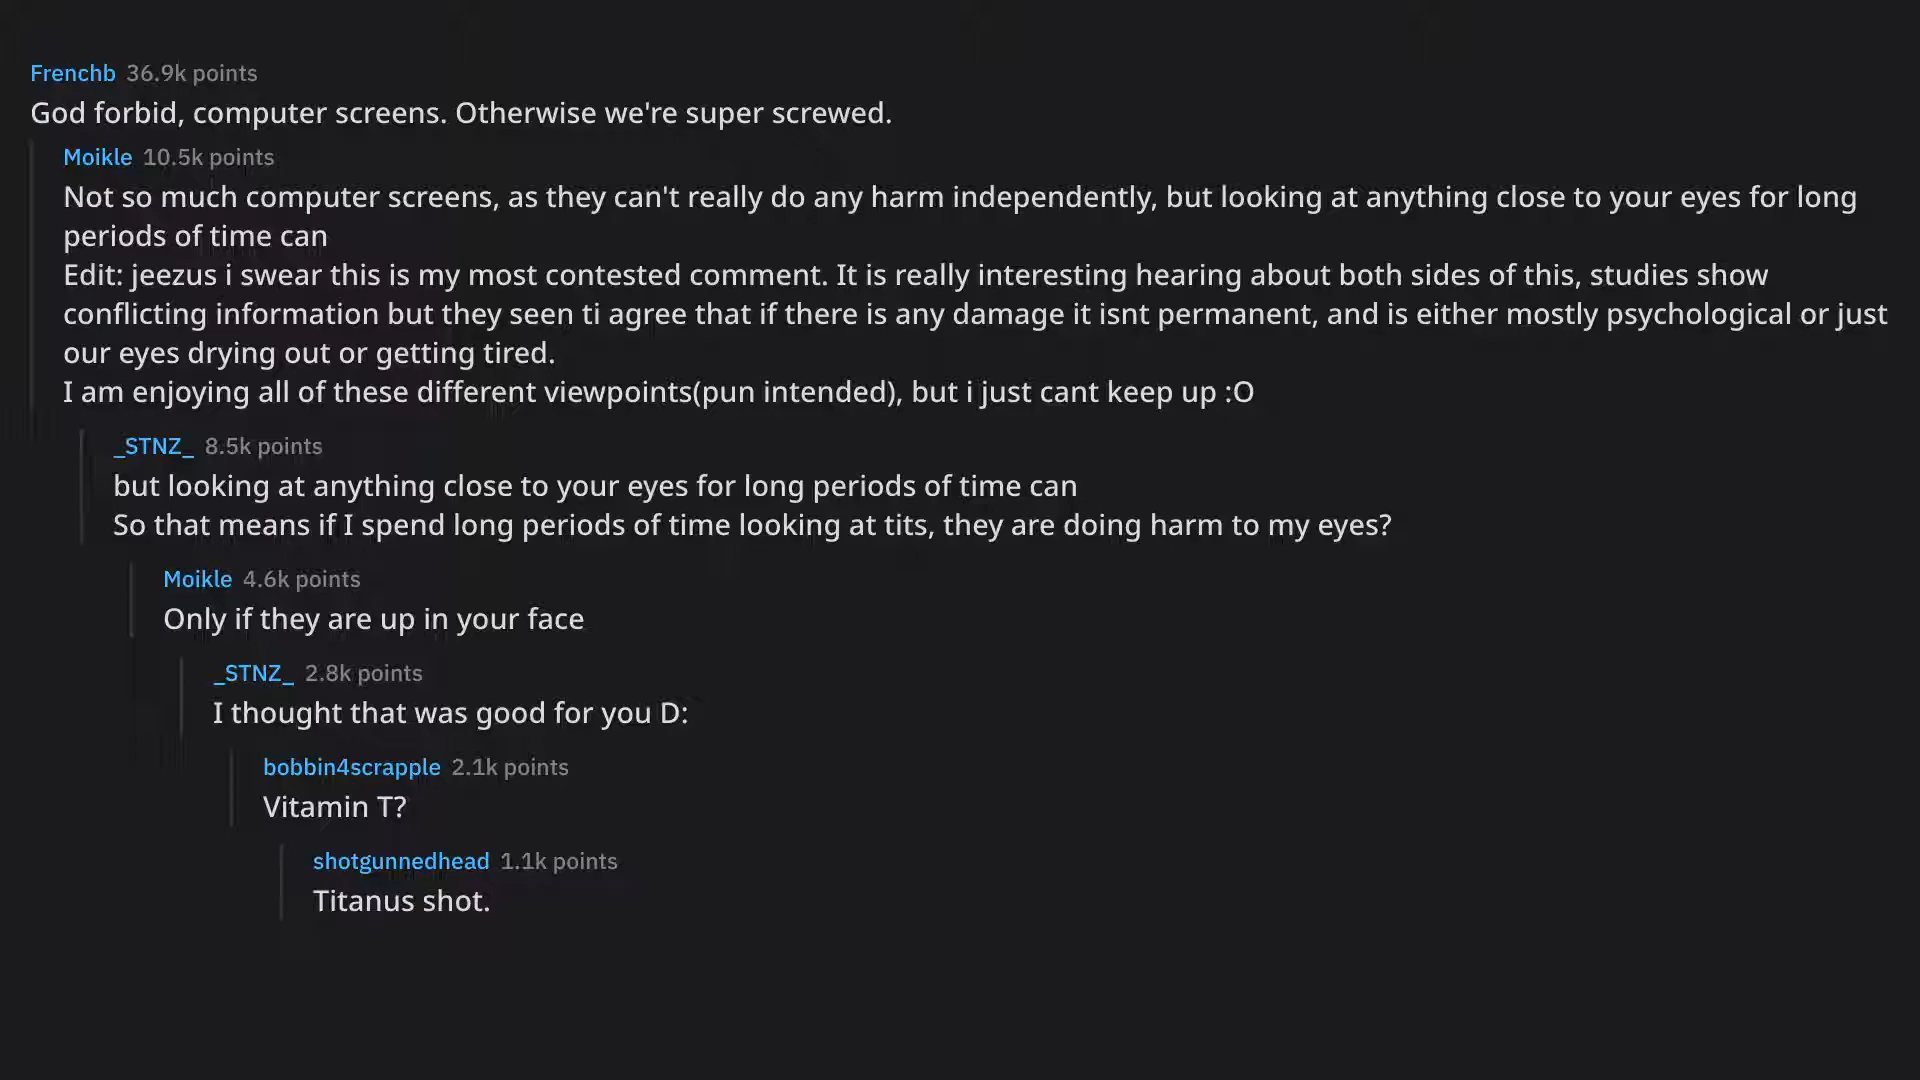 Frenchb 36.9k points
God forbid, computer screens. Otherwise we're super screwed.
Moikle 10.5k points
Not so much computer screens, as they can't really do any harm independently, but looking at anything close to your eyes for long
periods of time can
Edit: jeezus i swear this is my most contested comment. It is really interesting hearing about both sides of this, studies show
conflicting information but they seen ti agree that if there is any damage it isnt permanent, and is either mostly psychological or just
our eyes drying out or getting tired.
I am enjoying all of these different viewpoints(pun intended), but i just cant keep up :O
_STNZ_ 8.5k points
but looking at anything close to your eyes for long periods of time can
So that means if I spend long periods of time looking at tits, they are doing harm to my eyes?
Moikle 4.6k points
Only if they are up in your face
_STNZ_ 2.8k points
I thought that was good for you D:
bobbin4scrapple 2.1k points
Vitamin T?
shotgunnedhead 1.1k points
Titanus shot.